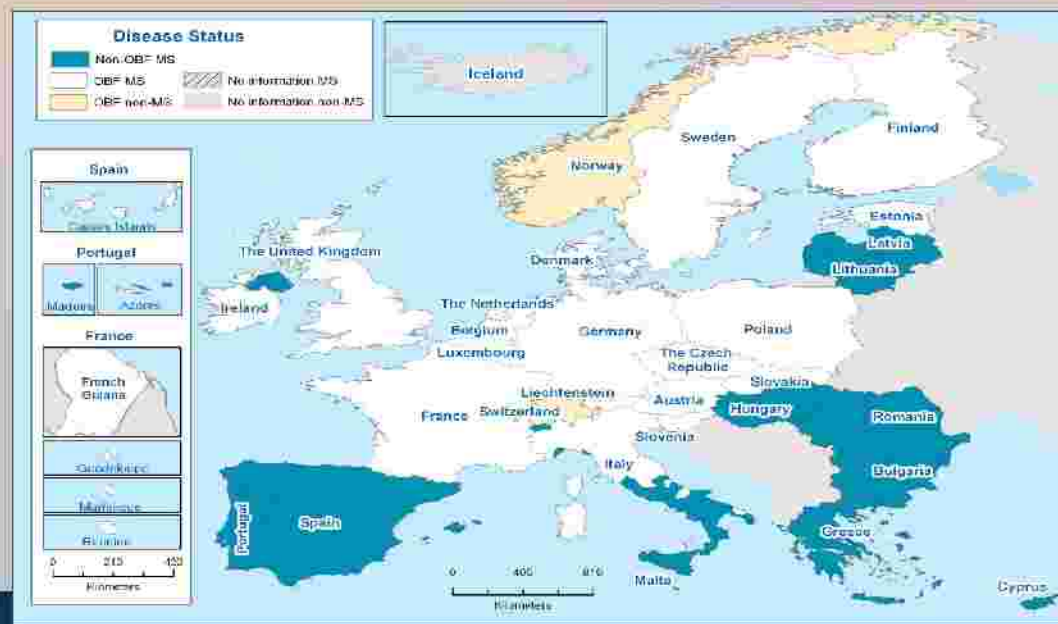 Disease Status
Non-OBF MS
OBF MS
OBF non-MS
No information MS
No information non-MS
Iceland
Spain
Canary Islands
Portugal
Madeira
Azores
France
French
Guiana
Guadeloupe
Martinique
Reunion
0
Kilometers
Sweden
Finland
Norway
Estonia
Latvia
Lithuania
The United Kingdom
Denmark
Ireland
The Netherlands
Belgium
Germany
Poland
Luxembourg
The Czech
Republic
Slovakia
Liechtenstein
Austria
Hungary
Romania
France
Switzerland
Slovenia
Italy
Bulgaria
Portugal
Spain
Greece
Malta
Cyprus
0
Kilometers